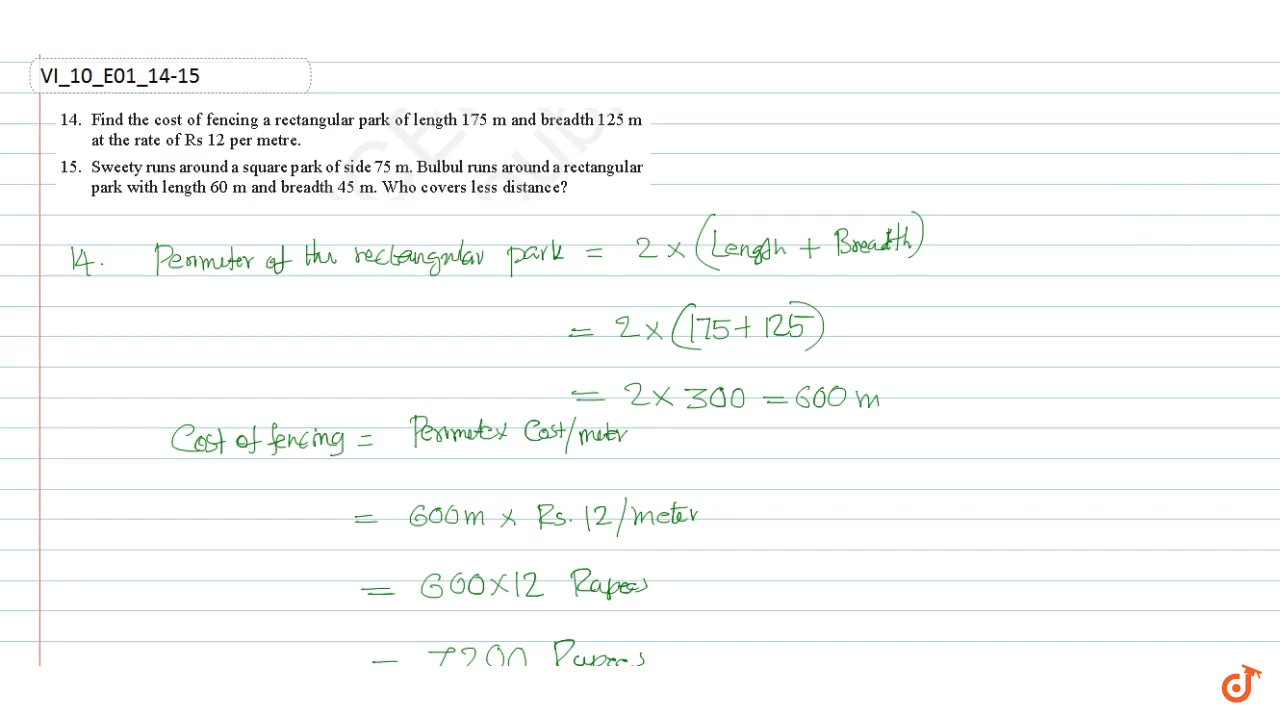 VI_10_E01_14-15
14. Find the cost of fencing a rectangular park of length 175 m and breadth 125 m
at the rate of Rs 12 per metre.
15. Sweety runs around a square park of side 75 m. Bulbul runs around a rectangular
park with length 60 m and breadth 45 m. Who covers less distance?
14. Perimeter of the rectangular park = 2 × (Length + Breadth)
= 2 × (175 + 125)
= 2 × 300 = 600 m
Cost of fencing = Perimeter × Cost/meter
= 600m × Rs. 12/meter
= 600×12 Rupees
= 7200 Rupees